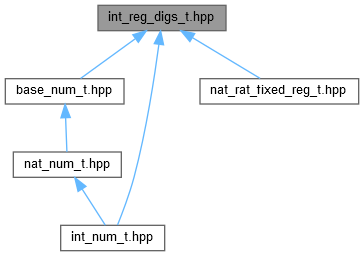 int_reg_digs_t.hpp
base_num_t.hpp
nat_rat_fixed_reg_t.hpp
nat_num_t.hpp
int_num_t.hpp